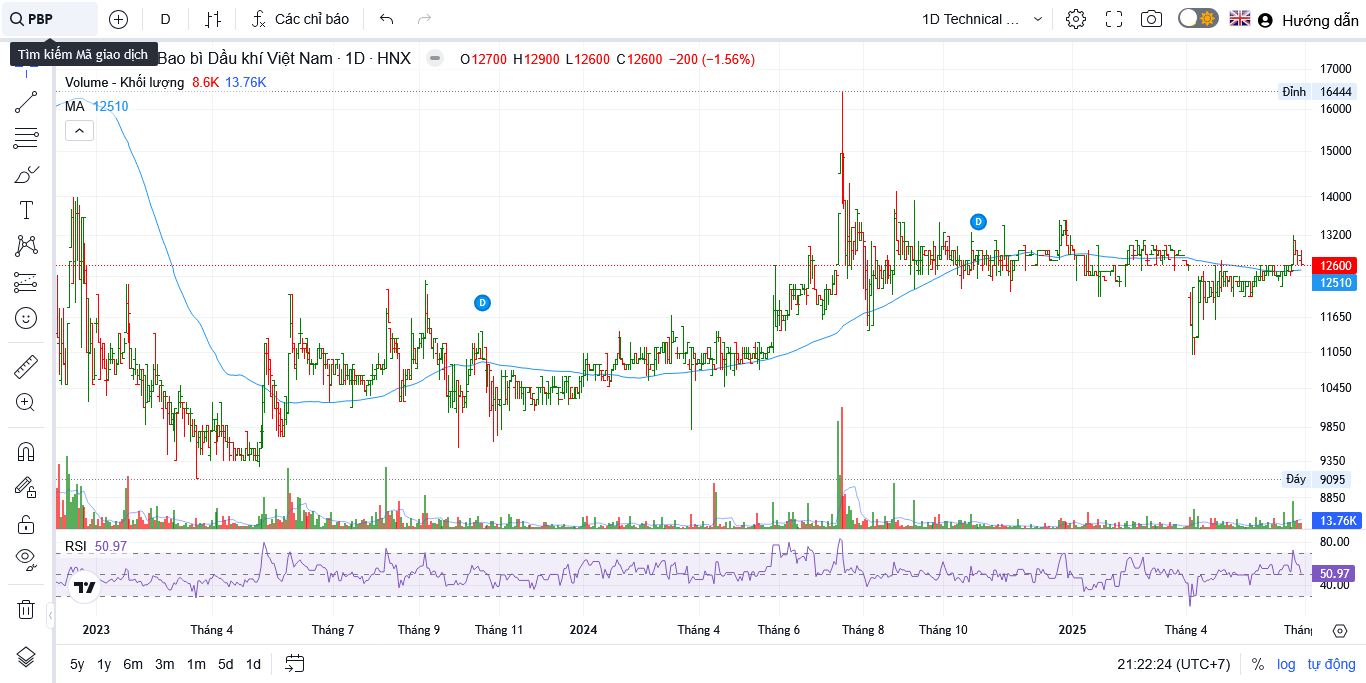 PBP
D
Các chỉ báo
1D Technical ...
Hướng dẫn
Tìm kiếm Mã giao dịch
Bao bì Dầu khí Việt Nam · 1D · HNX
O12700 H12900 L12600 C12600 −200 (−1.56%)
Volume - Khối lượng 8.6K 13.76K
MA 12510
17000
Đỉnh 16444
16000
15000
14000
13200
12600
12510
11650
11050
10450
9850
9350
Đáy 9095
8850
13.76K
D
D
RSI 50.97
80.00
50.97
40.00
2023 Tháng 4 Tháng 7 Tháng 9 Tháng 11 2024 Tháng 4 Tháng 6 Tháng 8 Tháng 10 2025 Tháng 4 Thán
5y 1y 6m 3m 1m 5d 1d
21:22:24 (UTC+7) % log tự động